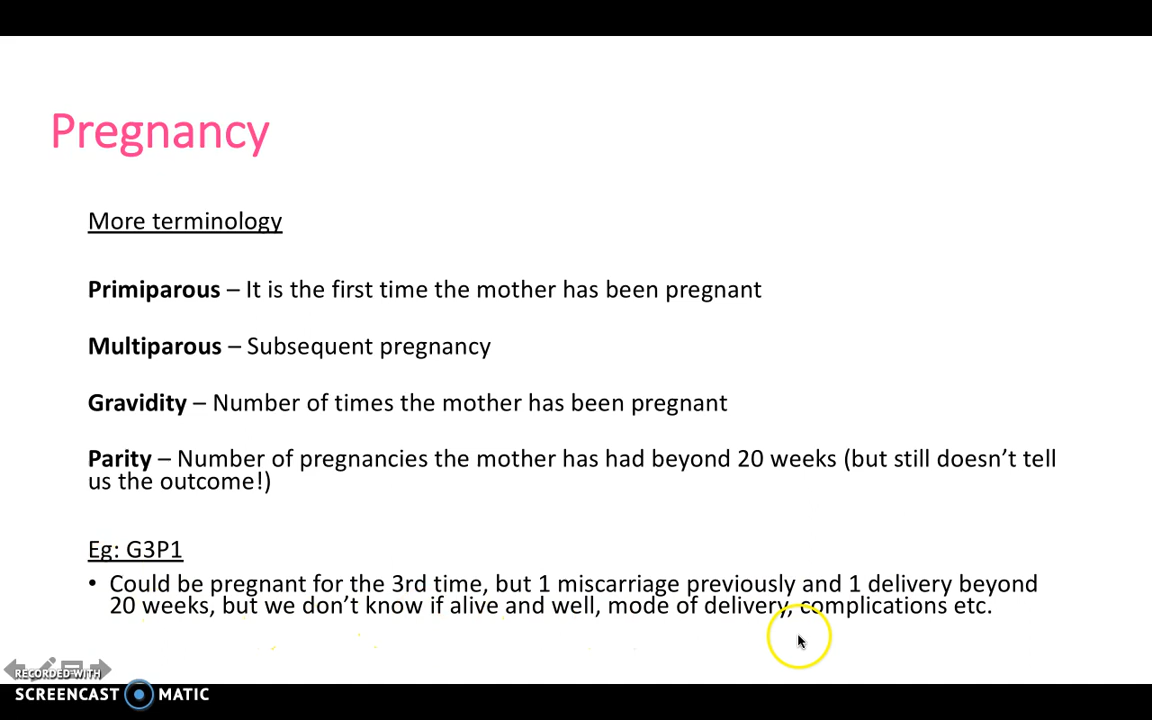 Pregnancy
More terminology
Primiparous – It is the first time the mother has been pregnant
Multiparous – Subsequent pregnancy
Gravidity – Number of times the mother has been pregnant
Parity – Number of pregnancies the mother has had beyond 20 weeks (but still doesn't tell
us the outcome!)
Eg: G3P1
• Could be pregnant for the 3rd time, but 1 miscarriage previously and 1 delivery beyond
20 weeks, but we don't know if alive and well, mode of delivery, complications etc.
RECORDED WITH
SCREENCAST MATIC